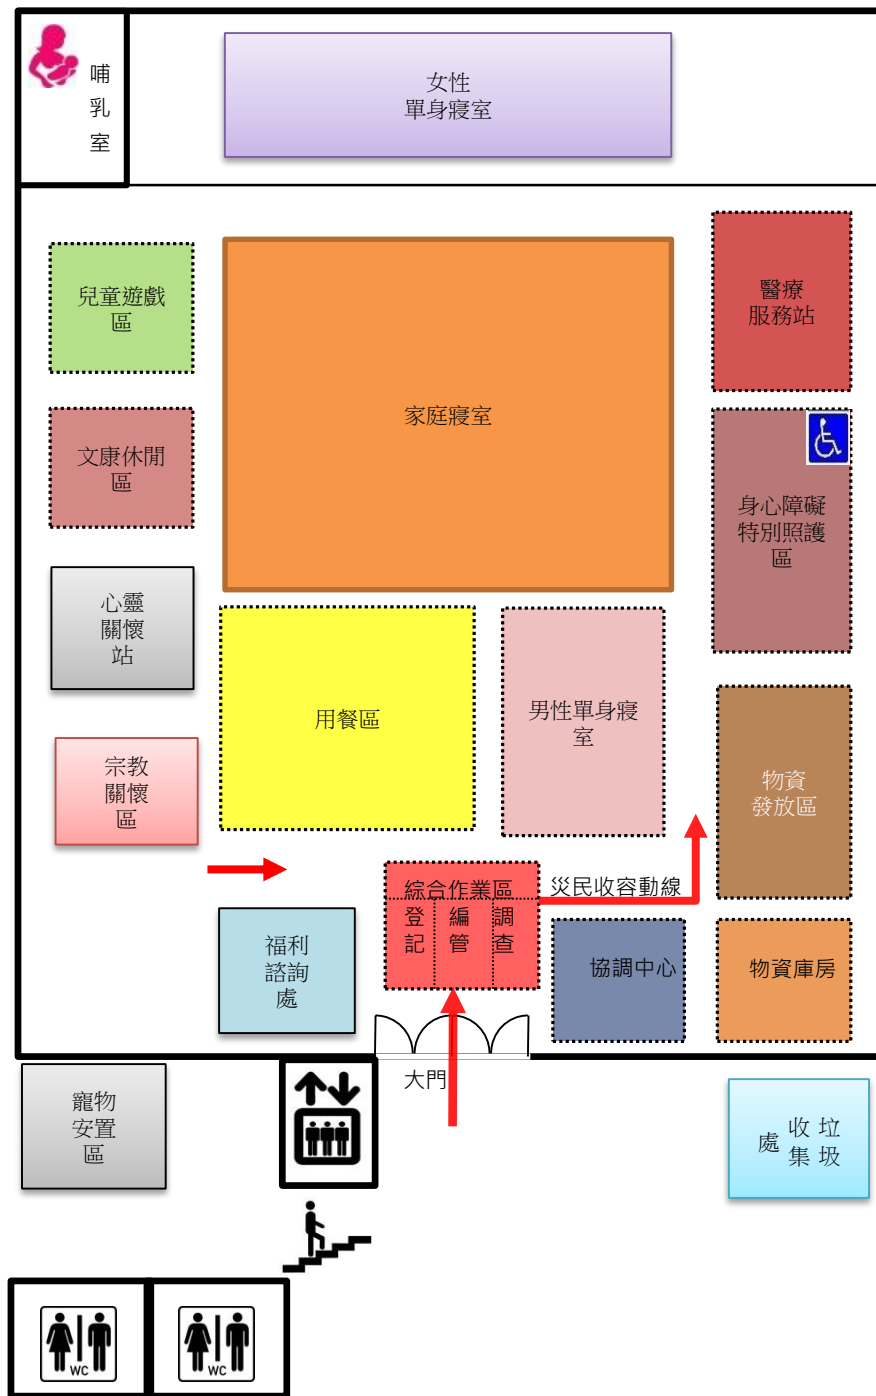 哺
乳
室
女性
單身寢室
兒童遊戲
區
醫療
服務站
家庭寢室
文康休閒
區
身心障礙
特別照護
區
心靈
關懷
站
用餐區
男性單身寢
室
物資
發放區
宗教
關懷
區
綜合作業區
登記
編管
調查
災民收容動線
福利
諮詢
處
協調中心
物資庫房
大門
寵物
安置
區
垃圾
收集
處
WC
WC